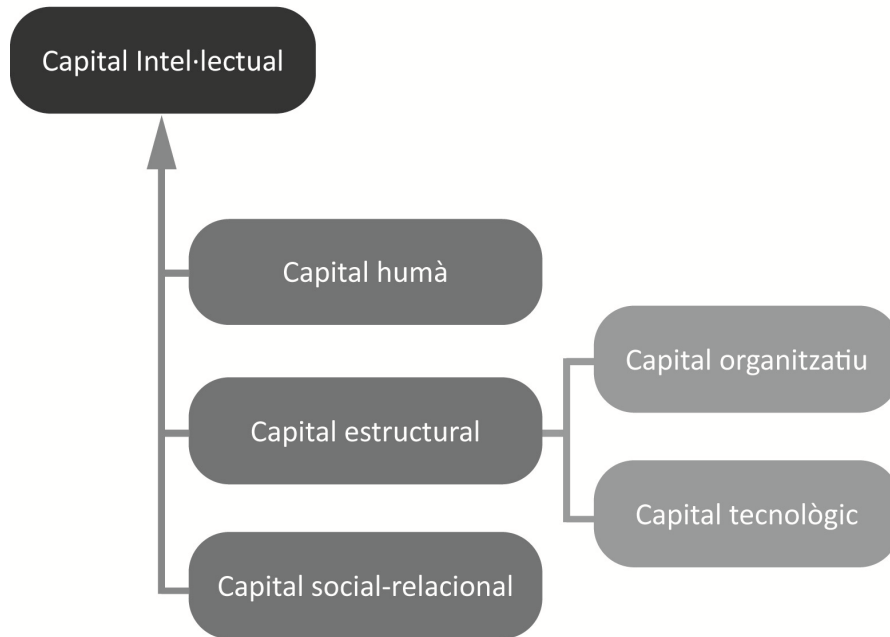 Capital Intel·lectual
Capital humà
Capital organitzatiu
Capital estructural
Capital tecnològic
Capital social-relacional